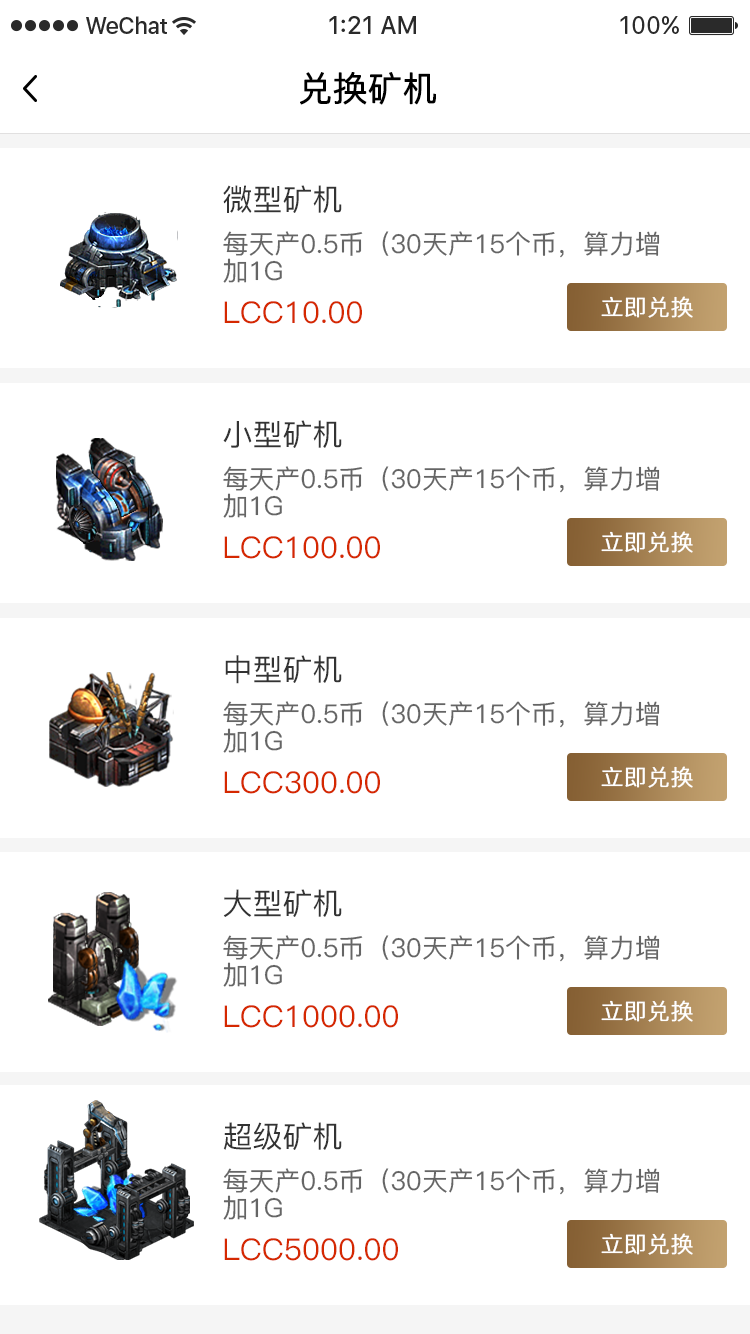 WeChat 1:21 AM 100%
兑换矿机
微型矿机
每天产0.5币（30天产15个币，算力增
加1G
LCC10.00
立即兑换
小型矿机
每天产0.5币（30天产15个币，算力增
加1G
LCC100.00
立即兑换
中型矿机
每天产0.5币（30天产15个币，算力增
加1G
LCC300.00
立即兑换
大型矿机
每天产0.5币（30天产15个币，算力增
加1G
LCC1000.00
立即兑换
超级矿机
每天产0.5币（30天产15个币，算力增
加1G
LCC5000.00
立即兑换